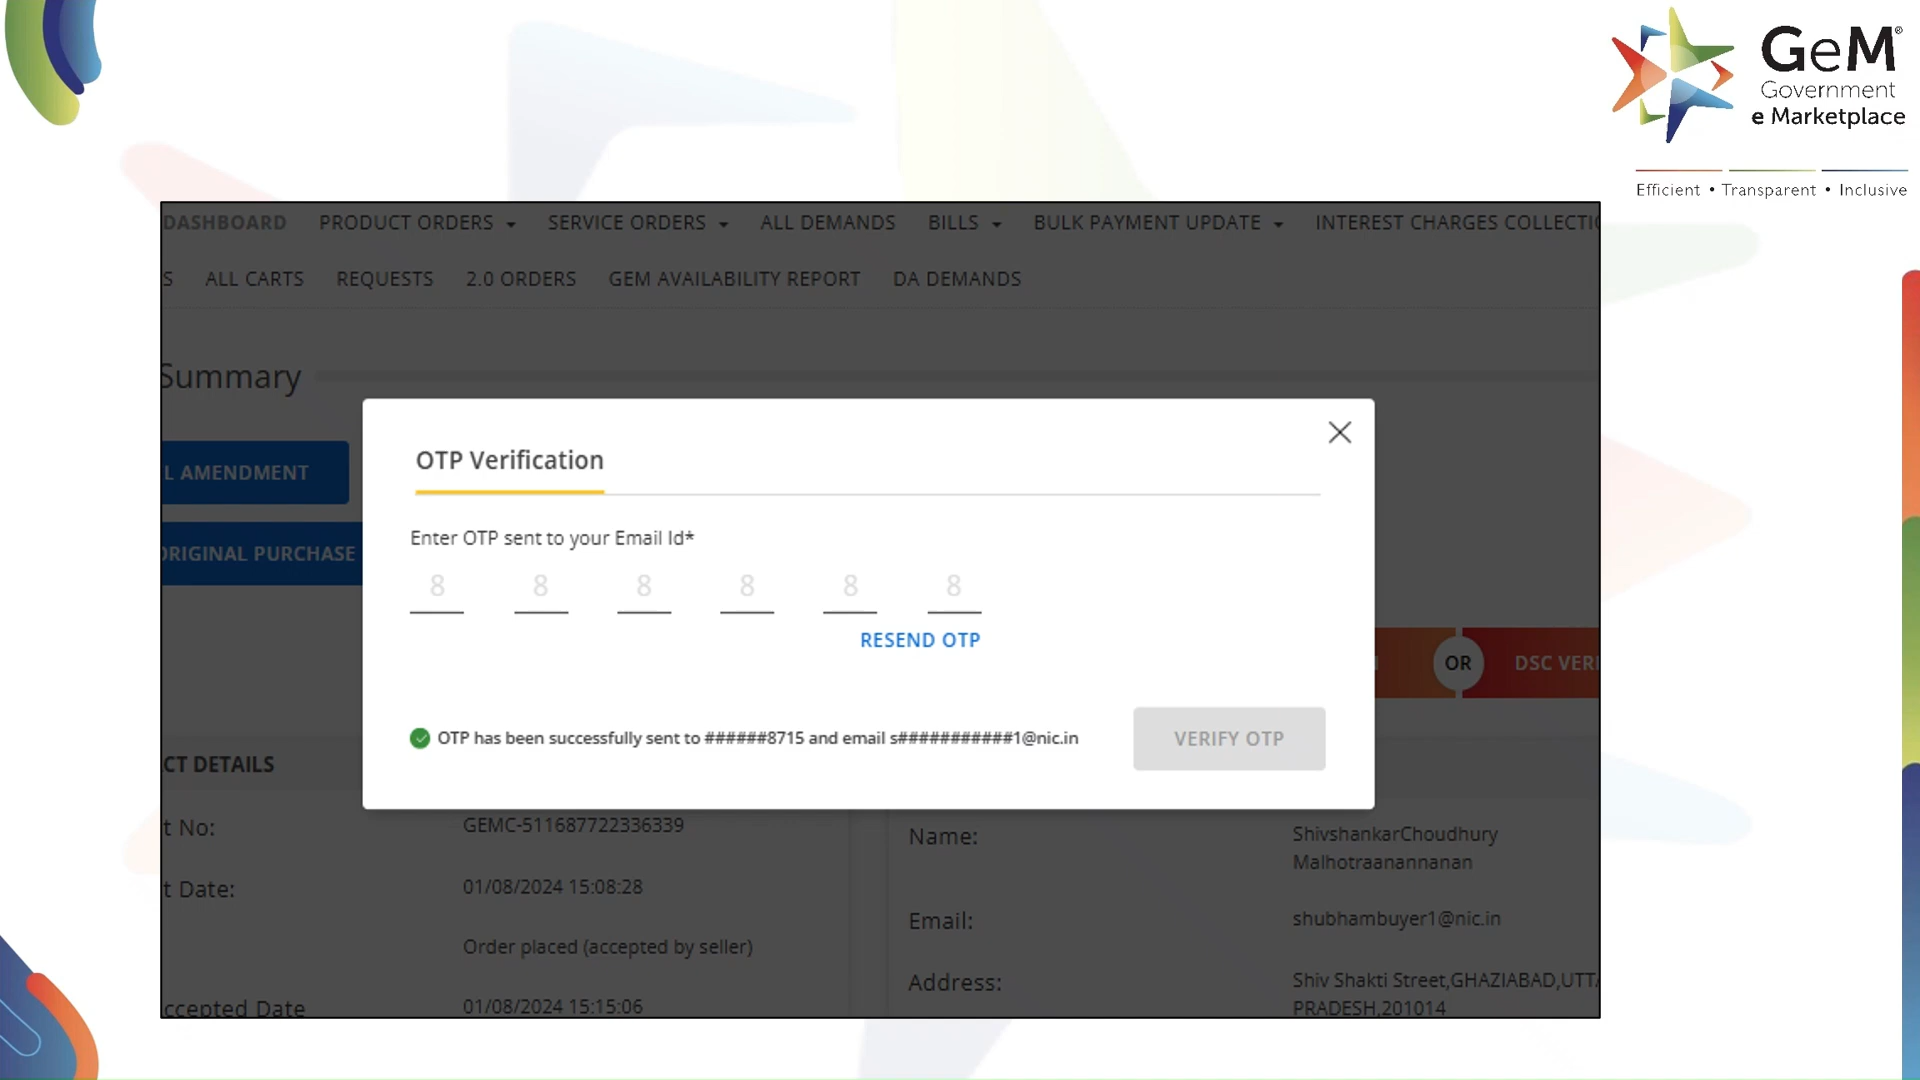 GeM®
Government
e Marketplace
Efficient • Transparent • Inclusive
DASHBOARD PRODUCT ORDERS SERVICE ORDERS ALL DEMANDS BILLS BULK PAYMENT UPDATE INTEREST CHARGES COLLECTIO
S ALL CARTS REQUESTS 2.0 ORDERS GEM AVAILABILITY REPORT DA DEMANDS
Summary
L AMENDMENT
ORIGINAL PURCHASE
OTP Verification
Enter OTP sent to your Email Id*
8 8 8 8 8 8
RESEND OTP
N OR DSC VERI
OTP has been successfully sent to ######8715 and email s###########1@nic.in
VERIFY OTP
CT DETAILS
t No: GEMC-511687722336339
t Date: 01/08/2024 15:08:28
Order placed (accepted by seller)
ccepted Date 01/08/2024 15:15:06
Name: ShivshankarChoudhury
Malhotraanannanan
Email: shubhambuyer1@nic.in
Address: Shiv Shakti Street,GHAZIABAD,UTTA
PRADESH,201014